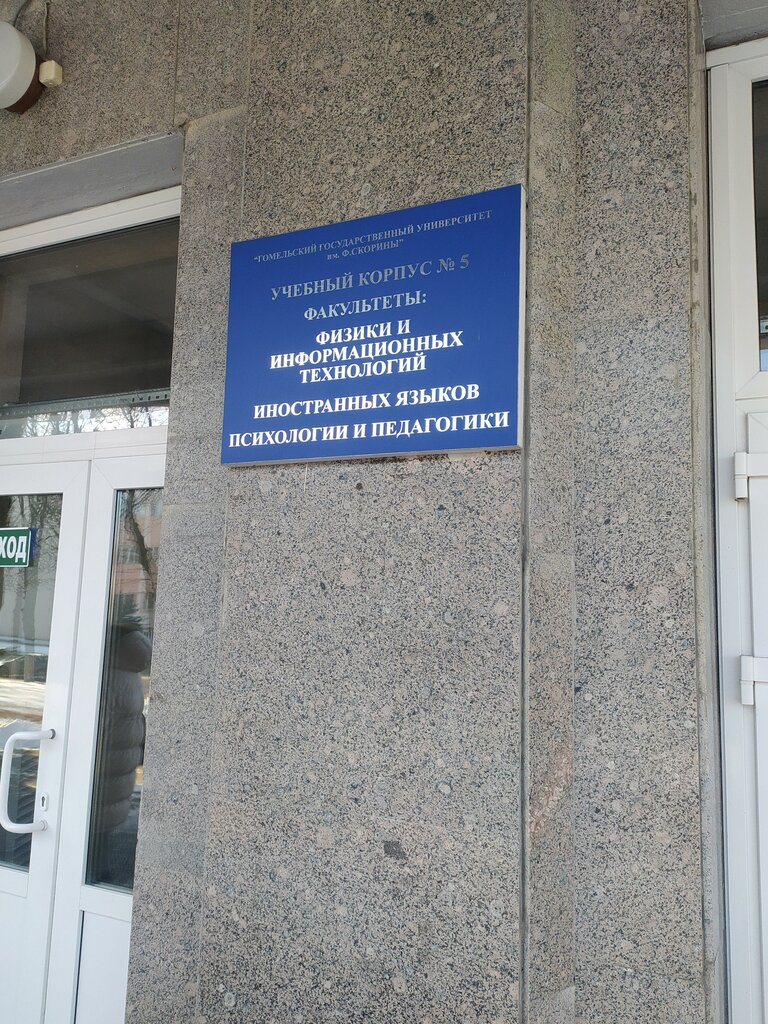 "ГОМЕЛЬСКИЙ ГОСУДАРСТВЕННЫЙ УНИВЕРСИТЕТ
им. Ф.СКОРИНЫ"
УЧЕБНЫЙ КОРПУС № 5
ФАКУЛЬТЕТЫ:
ФИЗИКИ И
ИНФОРМАЦИОННЫХ
ТЕХНОЛОГИЙ
ИНОСТРАННЫХ ЯЗЫКОВ
ПСИХОЛОГИИ И ПЕДАГОГИКИ
ХОД